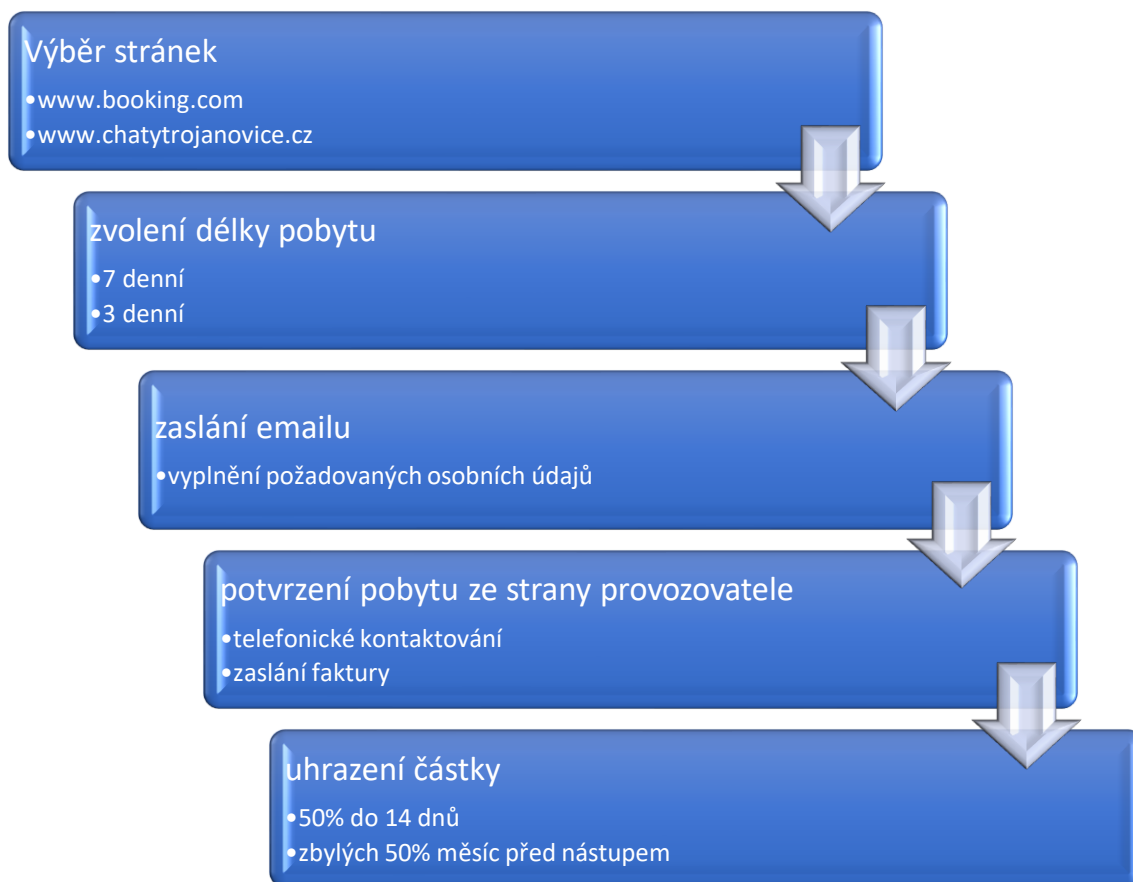 Výběr stránek
•www.booking.com
•www.chatytrojanovice.cz
zvolení délky pobytu
•7 denní
•3 denní
zaslání emailu
•vyplnění požadovaných osobních údajů
potvrzení pobytu ze strany provozovatele
•telefonické kontaktování
•zaslání faktury
uhrazení částky
•50% do 14 dnů
•zbylých 50% měsíc před nástupem